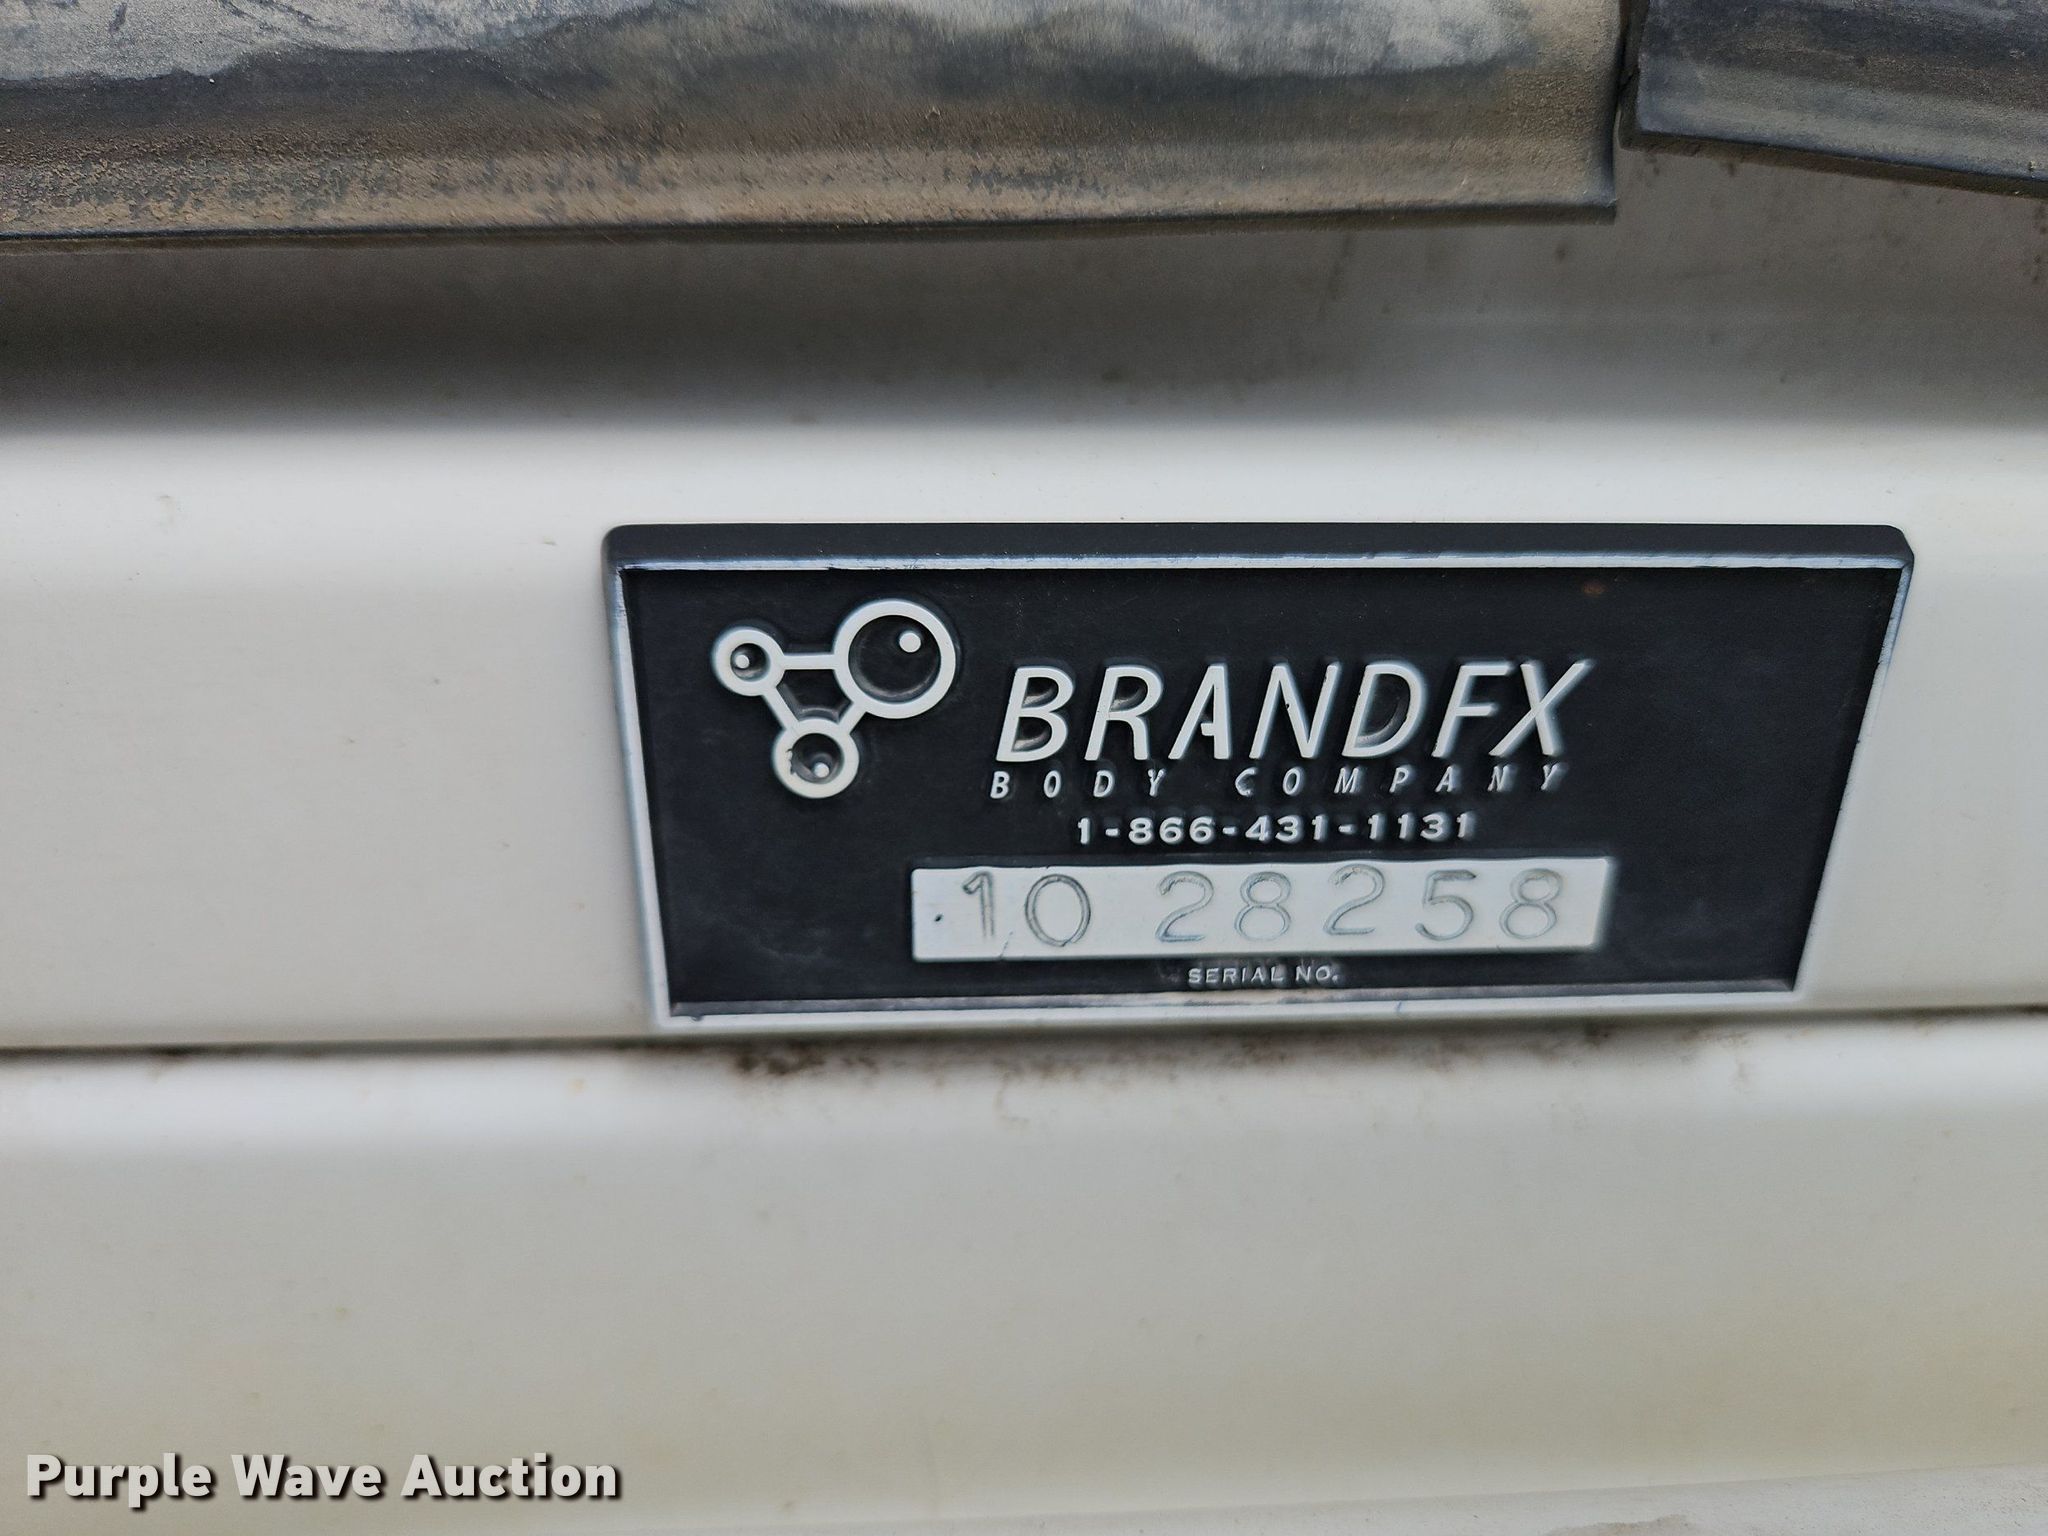 BRANDFX
BODY COMPANY
1-866-431-1131
10 28258
SERIAL NO.
Purple Wave Auction